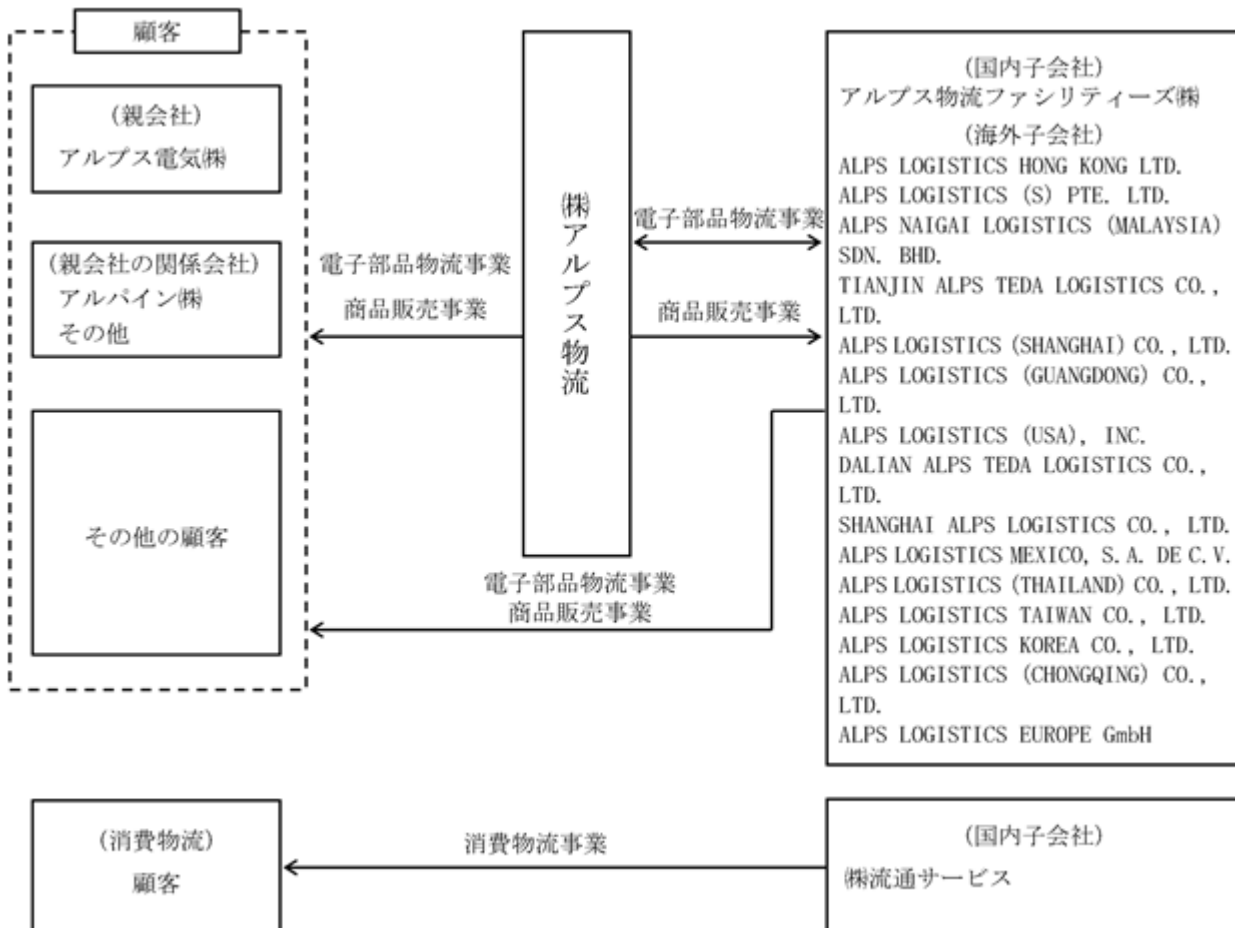 顧客
(親会社)
アルプス電気㈱
(親会社の関係会社)
アルパイン㈱
その他
その他の顧客
電子部品物流事業
商品販売事業
㈱アルプス物流
電子部品物流事業
商品販売事業
電子部品物流事業
商品販売事業
(国内子会社)
アルプス物流ファシリティーズ㈱
(海外子会社)
ALPS LOGISTICS HONG KONG LTD.
ALPS LOGISTICS (S) PTE. LTD.
ALPS NAIGAI LOGISTICS (MALAYSIA)
SDN. BHD.
TIANJIN ALPS TEDA LOGISTICS CO.,
LTD.
ALPS LOGISTICS (SHANGHAI) CO., LTD.
ALPS LOGISTICS (GUANGDONG) CO.,
LTD.
ALPS LOGISTICS (USA), INC.
DALIAN ALPS TEDA LOGISTICS CO.,
LTD.
SHANGHAI ALPS LOGISTICS CO., LTD.
ALPS LOGISTICS MEXICO, S.A. DE C.V.
ALPS LOGISTICS (THAILAND) CO., LTD.
ALPS LOGISTICS TAIWAN CO., LTD.
ALPS LOGISTICS KOREA CO., LTD.
ALPS LOGISTICS (CHONGQING) CO.,
LTD.
ALPS LOGISTICS EUROPE GmbH
(消費物流)
顧客
消費物流事業
(国内子会社)
㈱流通サービス